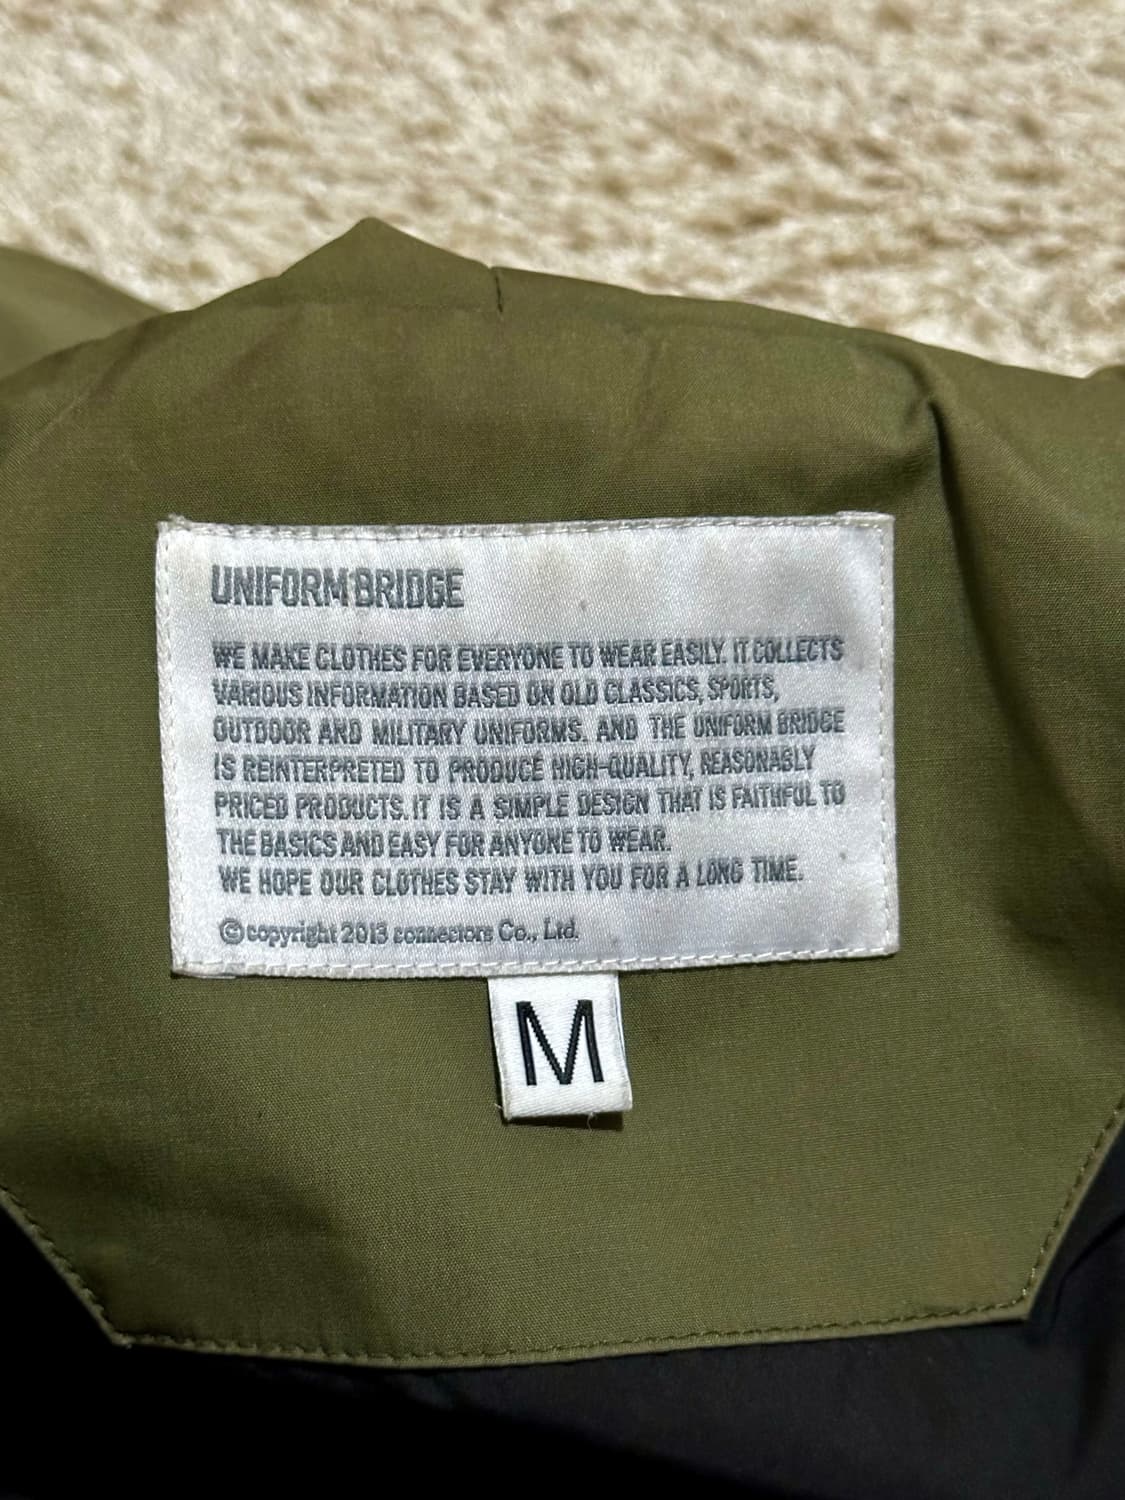 UNIFORM BRIDGE
WE MAKE CLOTHES FOR EVERYONE TO WEAR EASILY. IT COLLECTS
VARIOUS INFORMATION BASED ON OLD CLASSICS, SPORTS,
OUTDOOR AND MILITARY UNIFORMS. AND THE UNIFORM BRIDGE
IS REINTERPRETED TO PRODUCE HIGH-QUALITY, REASONABLY
PRICED PRODUCTS. IT IS A SIMPLE DESIGN THAT IS FAITHFUL TO
THE BASICS AND EASY FOR ANYONE TO WEAR.
WE HOPE OUR CLOTHES STAY WITH YOU FOR A LONG TIME.
©copyright 2013 connectors Co., Ltd.
M